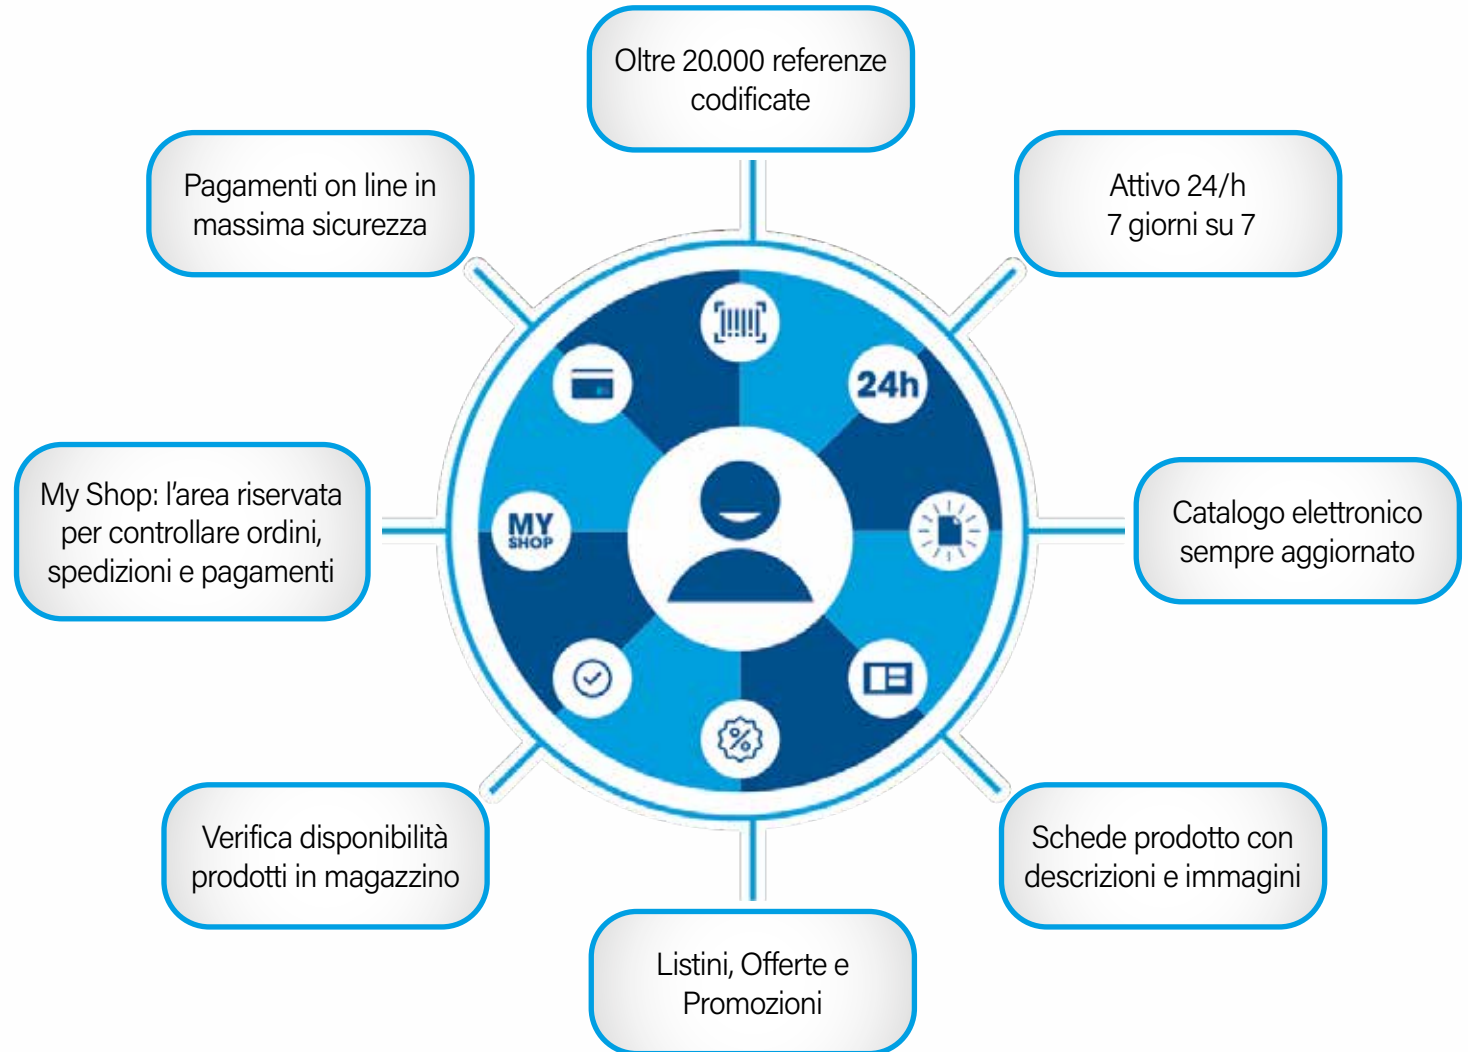 Oltre 20.000 referenze
codificate
Pagamenti on line in
massima sicurezza
Attivo 24/h
7 giorni su 7
24h
My Shop: l'area riservata
per controllare ordini,
spedizioni e pagamenti
MY
SHOP
Catalogo elettronico
sempre aggiornato
Verifica disponibilità
prodotti in magazzino
%
Schede prodotto con
descrizioni e immagini
Listini, Offerte e
Promozioni